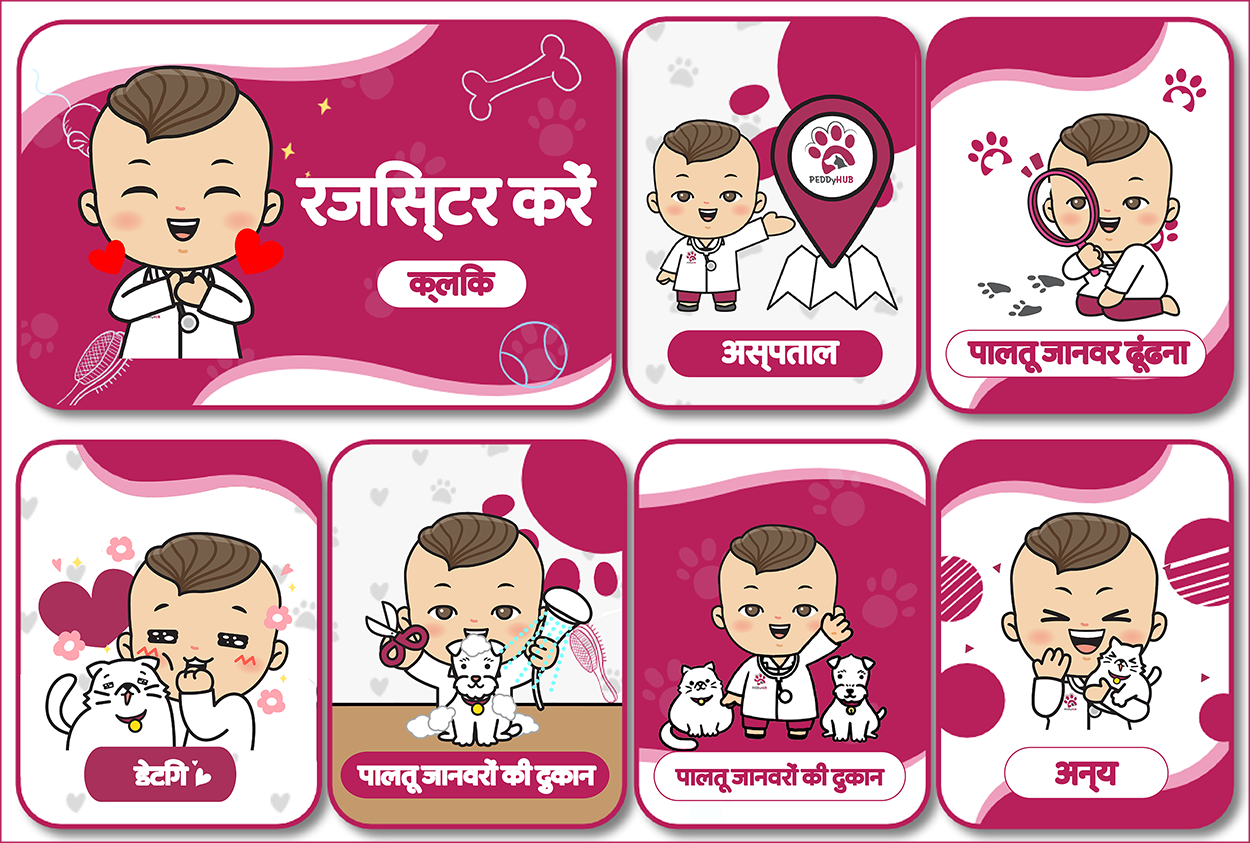 रजसि्टर करें
क्लकि
PEDDyHUB
अस्पताल
पालतू जानवर ढूंढना
डेटगि
पालतू जानवरों की दुकान
पालतू जानवरों की दुकान
अन्य